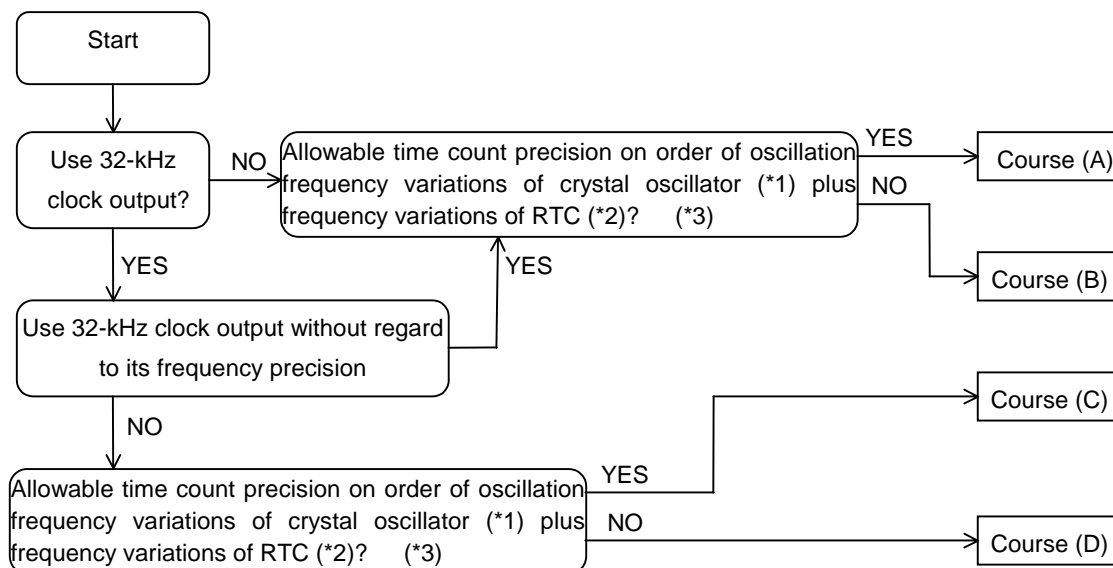 Start
Use 32-kHz
clock output?
NO
Allowable time count precision on order of oscillation
frequency variations of crystal oscillator (*1) plus
frequency variations of RTC (*2)? (*3)
YES
Course (A)
NO
Course (B)
YES
YES
Use 32-kHz clock output without regard
to its frequency precision
Course (C)
NO
Allowable time count precision on order of oscillation
frequency variations of crystal oscillator (*1) plus
frequency variations of RTC (*2)? (*3)
YES
NO
Course (D)